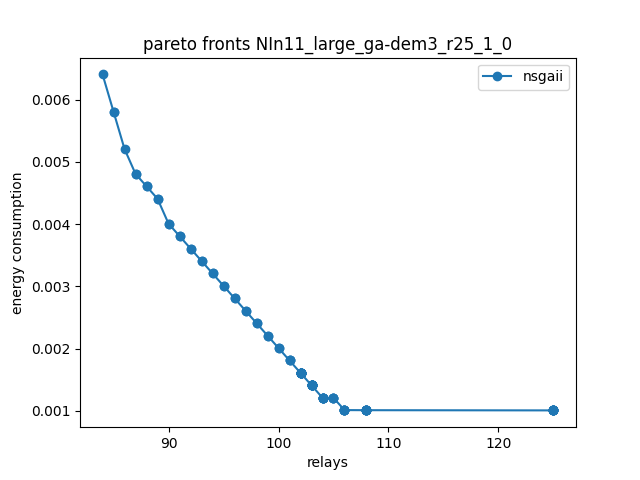 pareto fronts NIn11_large_ga-dem3_r25_1_0
nsgaii
0.006
0.005
0.004
0.003
0.002
0.001
energy consumption
90 100 110 120
relays